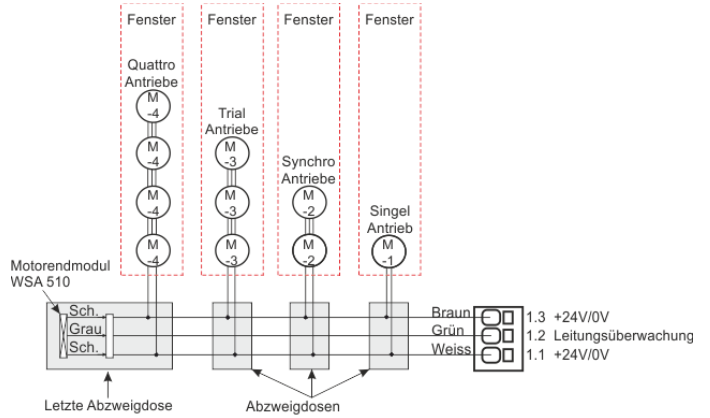 Fenster
Fenster
Fenster
Fenster
Quattro
Antriebe
M
-4
M
-4
M
-4
M
-4
Trial
Antriebe
M
-3
M
-3
M
-3
Synchro
Antriebe
M
-2
M
-2
Singel
Antrieb
M
-1
Motorendmodul
WSA 510
Sch.
Grau
Sch.
Braun
Grün
Weiss
1.3 +24V/0V
1.2 Leitungsüberwachung
1.1 +24V/0V
Letzte Abzweigdose
Abzweigdosen